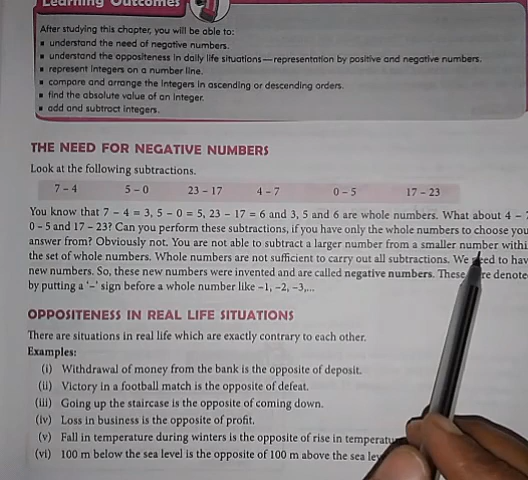 Learning Outcomes
After studying this chapter, you will be able to:
▪ understand the need of negative numbers.
▪ understand the oppositeness in daily life situations—representation by positive and negative numbers.
▪ represent integers on a number line.
▪ compare and arrange the integers in ascending or descending orders.
▪ find the absolute value of an integer.
▪ add and subtract integers.
THE NEED FOR NEGATIVE NUMBERS
Look at the following subtractions.
7 – 4 5 – 0 23 – 17 4 – 7 0 – 5 17 – 23
You know that 7 – 4 = 3, 5 – 0 = 5, 23 – 17 = 6 and 3, 5 and 6 are whole numbers. What about 4 –
0 – 5 and 17 – 23? Can you perform these subtractions, if you have only the whole numbers to choose you
answer from? Obviously not. You are not able to subtract a larger number from a smaller number withi
the set of whole numbers. Whole numbers are not sufficient to carry out all subtractions. We to hav
new numbers. So, these new numbers were invented and are called negative numbers. These re denote
by putting a '–' sign before a whole number like –1, –2, –3,...
OPPOSITENESS IN REAL LIFE SITUATIONS
There are situations in real life which are exactly contrary to each other.
Examples:
(i) Withdrawal of money from the bank is the opposite of deposit.
(ii) Victory in a football match is the opposite of defeat.
(iii) Going up the staircase is the opposite of coming down.
(iv) Loss in business is the opposite of profit.
(v) Fall in temperature during winters is the opposite of rise in temperatu
(vi) 100 m below the sea level is the opposite of 100 m above the sea lev